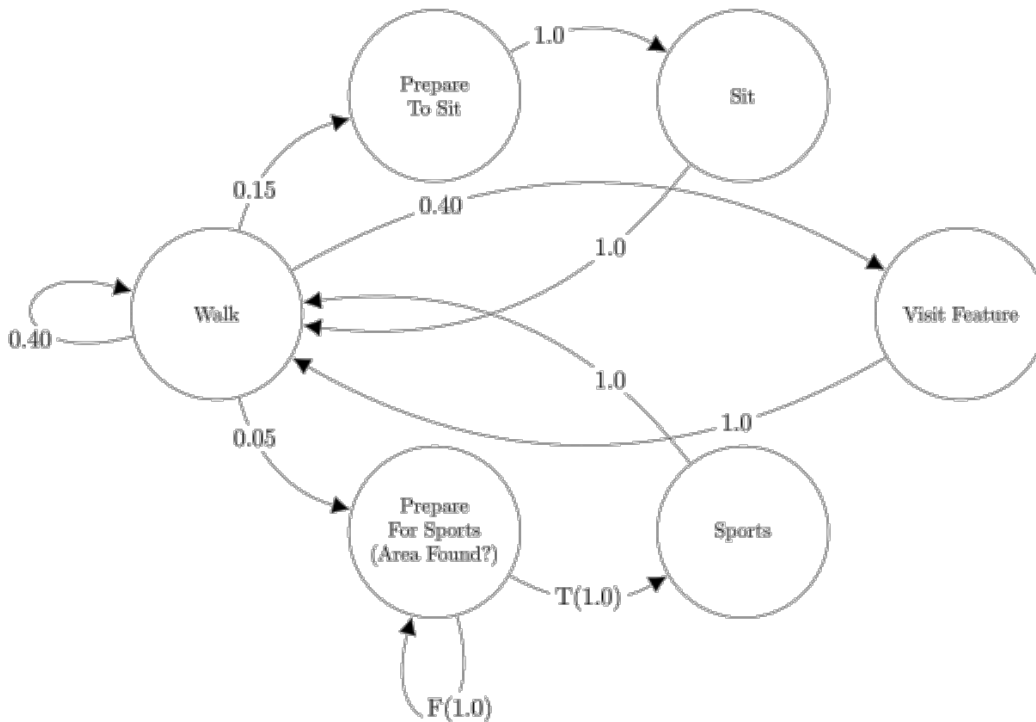 1.0
Prepare
To Sit
Sit
0.15
0.40
1.0
Walk
Visit Feature
0.40
1.0
1.0
0.05
Prepare
For Sports
(Area Found?)
Sports
T(1.0)
F(1.0)